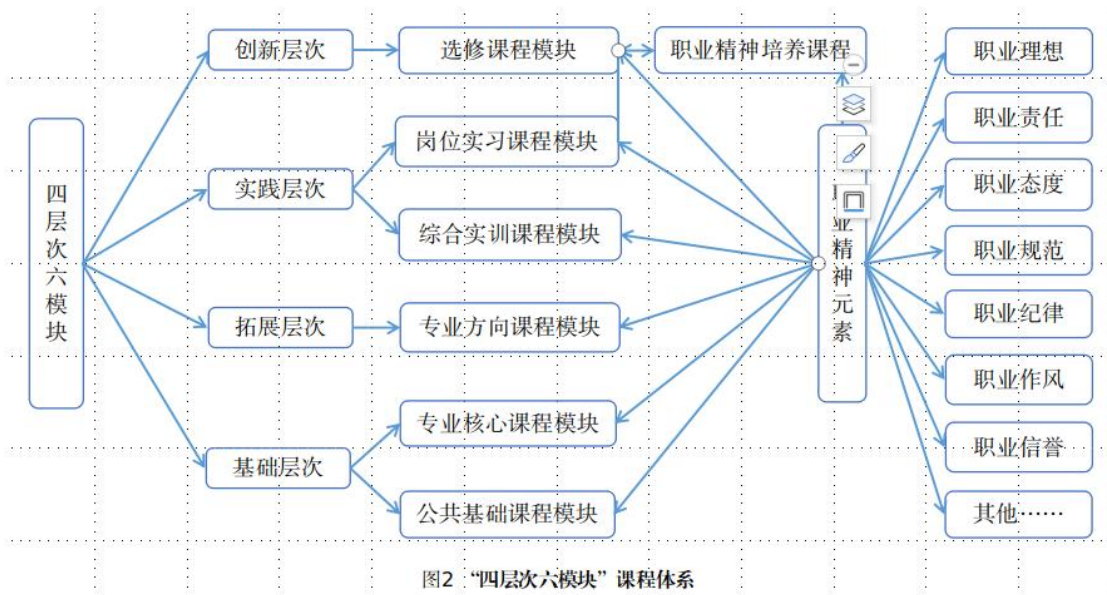 四层次六模块
创新层次
实践层次
拓展层次
基础层次
选修课程模块
岗位实习课程模块
综合实训课程模块
专业方向课程模块
专业核心课程模块
公共基础课程模块
职业精神培养课程
业精神元素
职业理想
职业责任
职业态度
职业规范
职业纪律
职业作风
职业信誉
其他……
图2 “四层次六模块”课程体系